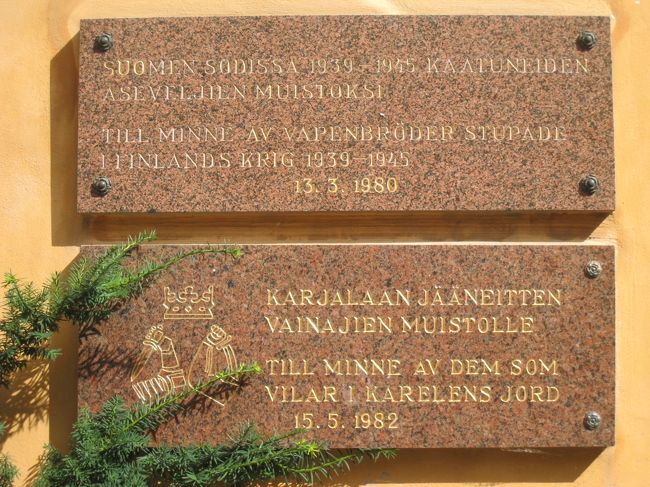 SUOMEN SODISSA 1939–1945 KAATUNEIDEN
ASEVELJIEN MUISTOKSI
TILL MINNE AV VAPENBRÖDER STUPADE
I FINLANDS KRIG 1939–1945
13. 3. 1980
KARJALAAN JÄÄNEITTEN
VAINAJIEN MUISTOLLE
TILL MINNE AV DEM SOM
VILAR I KARELENS JORD
15. 5. 1982